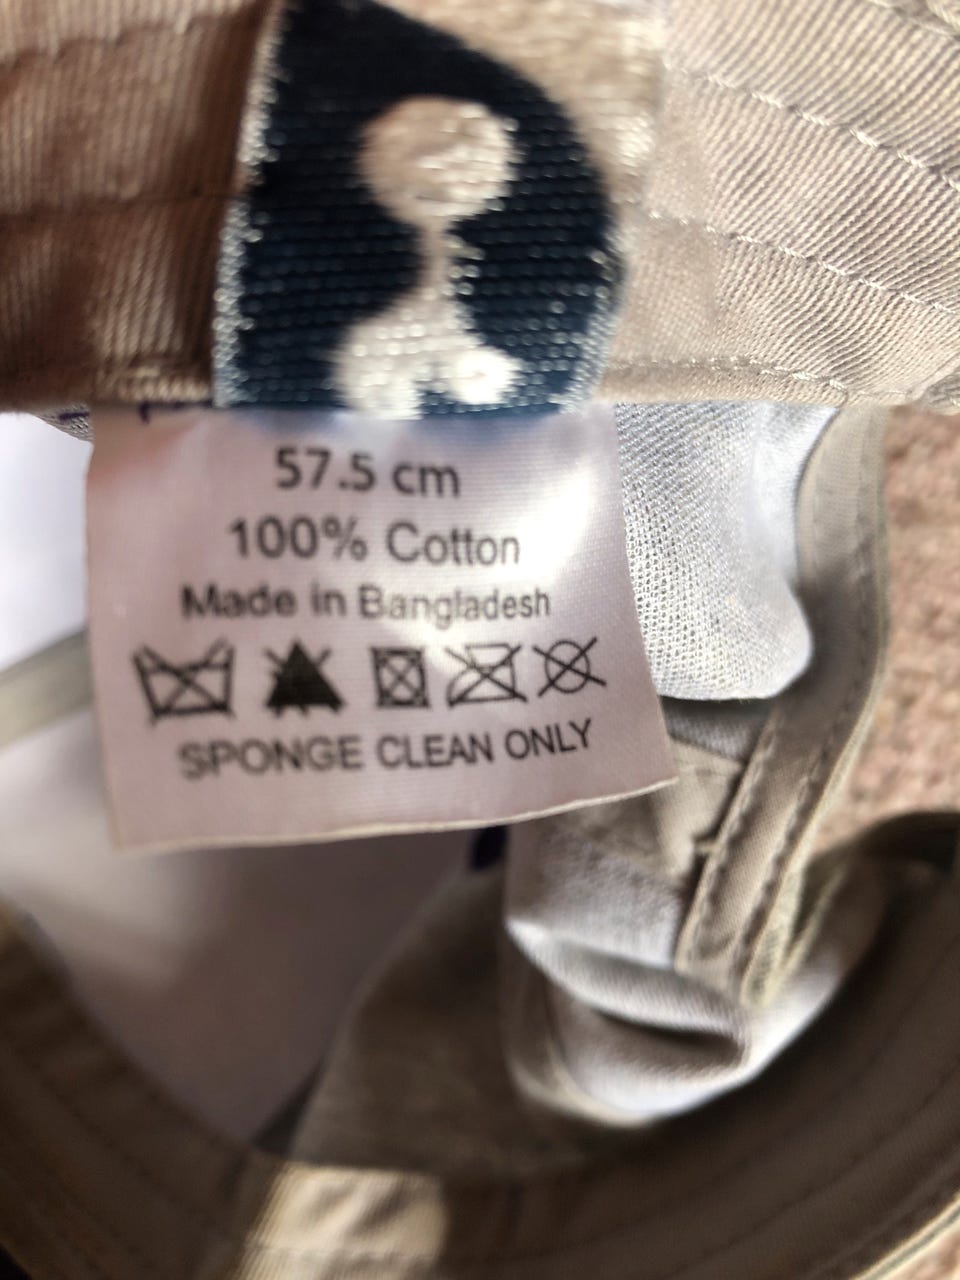 57.5 cm
100% Cotton
Made in Bangladesh
SPONGE CLEAN ONLY